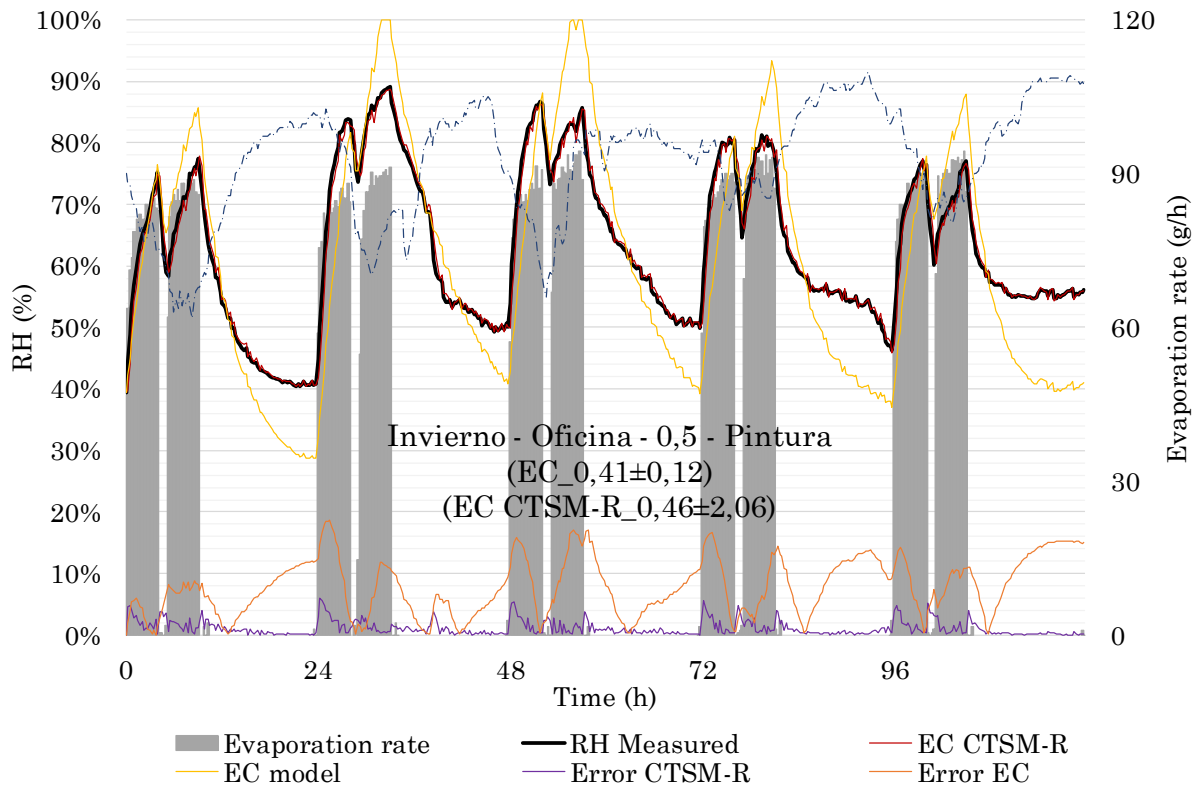 100%
90%
80%
70%
60%
50%
40%
30%
20%
10%
0%
RH (%)
120
90
60
30
0
Evaporation rate (g/h)
Invierno - Oficina - 0,5 - Pintura
(EC_0,41±0,12)
(EC CTSM-R_0,46±2,06)
0 24 48 72 96
Time (h)
Evaporation rate RH Measured EC CTSM-R
EC model Error CTSM-R Error EC